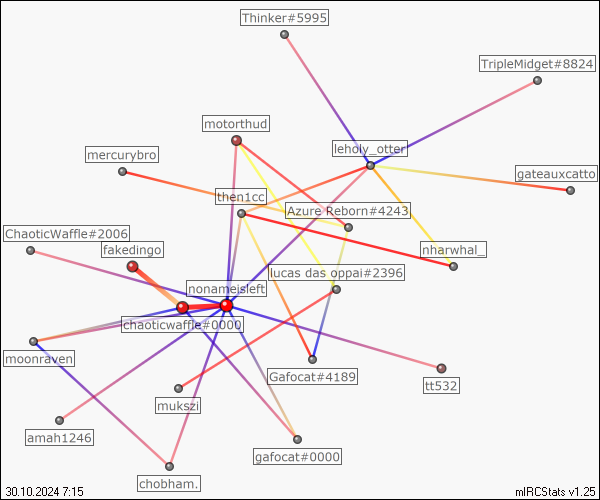 Thinker#5995
TripleMidget#8824
motorthud
leholy_otter
mercurybro
gateauxcatto
then1cc
Azure Reborn#4243
ChaoticWaffle#2006
fakedingo
nharwhal_
lucas das oppai#2396
nonameisleft
chaoticwaffle#0000
moonraven
Gafocat#4189
tt532
mukszi
amah1246
gafocat#0000
chobham.
30.10.2024 7:15
mIRCStats v1.25